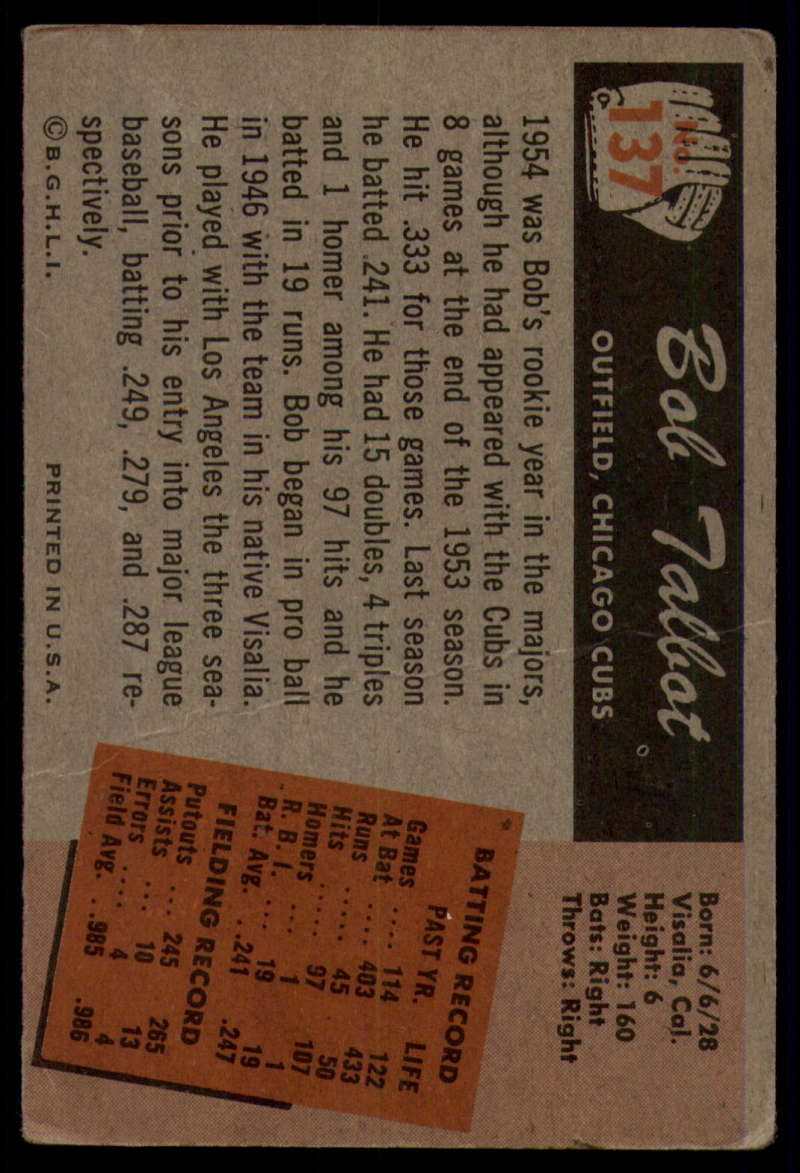 No.
137
Bob Talbot
OUTFIELD, CHICAGO CUBS
Born: 6/6/28
Visalia, Cal.
Height: 6
Weight: 160
Bats: Right
Throws: Right
1954 was Bob's rookie year in the majors,
although he had appeared with the Cubs in
8 games at the end of the 1953 season.
He hit .333 for those games. Last season
he batted .241. He had 15 doubles, 4 triples
and 1 homer among his 97 hits and he
batted in 19 runs. Bob began in pro ball
in 1946 with the team in his native Visalia.
He played with Los Angeles the three sea-
sons prior to his entry into major league
baseball, batting .249, .279, and .287 re-
spectively.
© B.G.H.L.I. PRINTED IN U.S.A.
BATTING RECORD
PAST YR. LIFE
Games .... 114 122
At Bat .... 403 433
Runs ..... 45 50
Hits ..... 97 107
Homers ... 1 1
R. B. I. ... 19 19
Bat. Avg. . .241 .247
FIELDING RECORD
Putouts ... 245 265
Assists ... 10 13
Errors .... 4 4
Field Avg. . .985 .986